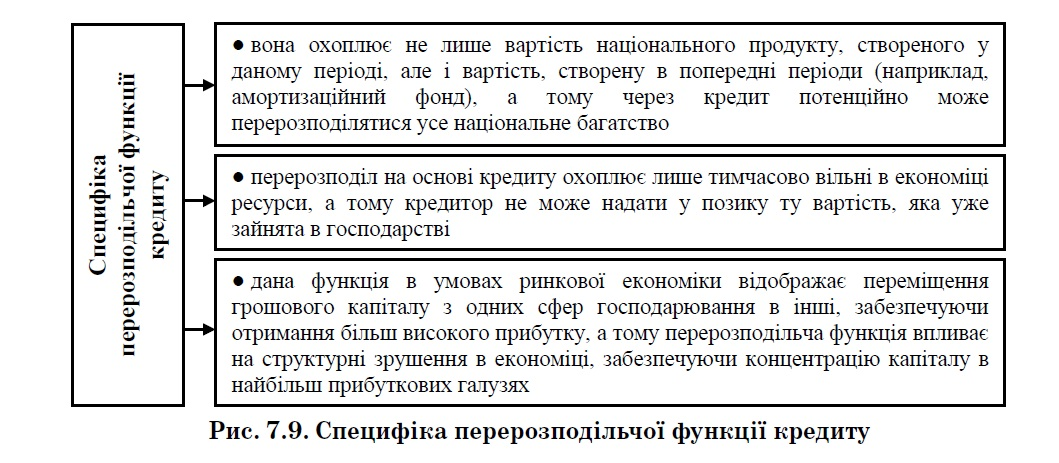 Специфіка
перерозподільчої функції
кредиту
● вона охоплює не лише вартість національного продукту, створеного у
даному періоді, але і вартість, створену в попередні періоди (наприклад,
амортизаційний фонд), а тому через кредит потенційно може
перерозподілятися усе національне багатство
● перерозподіл на основі кредиту охоплює лише тимчасово вільні в економіці
ресурси, а тому кредитор не може надати у позику ту вартість, яка уже
зайнята в господарстві
● дана функція в умовах ринкової економіки відображає переміщення
грошового капіталу з одних сфер господарювання в інші, забезпечуючи
отримання більш високого прибутку, а тому перерозподільча функція впливає
на структурні зрушення в економіці, забезпечуючи концентрацію капіталу в
найбільш прибуткових галузях
Рис. 7.9. Специфіка перерозподільчої функції кредиту